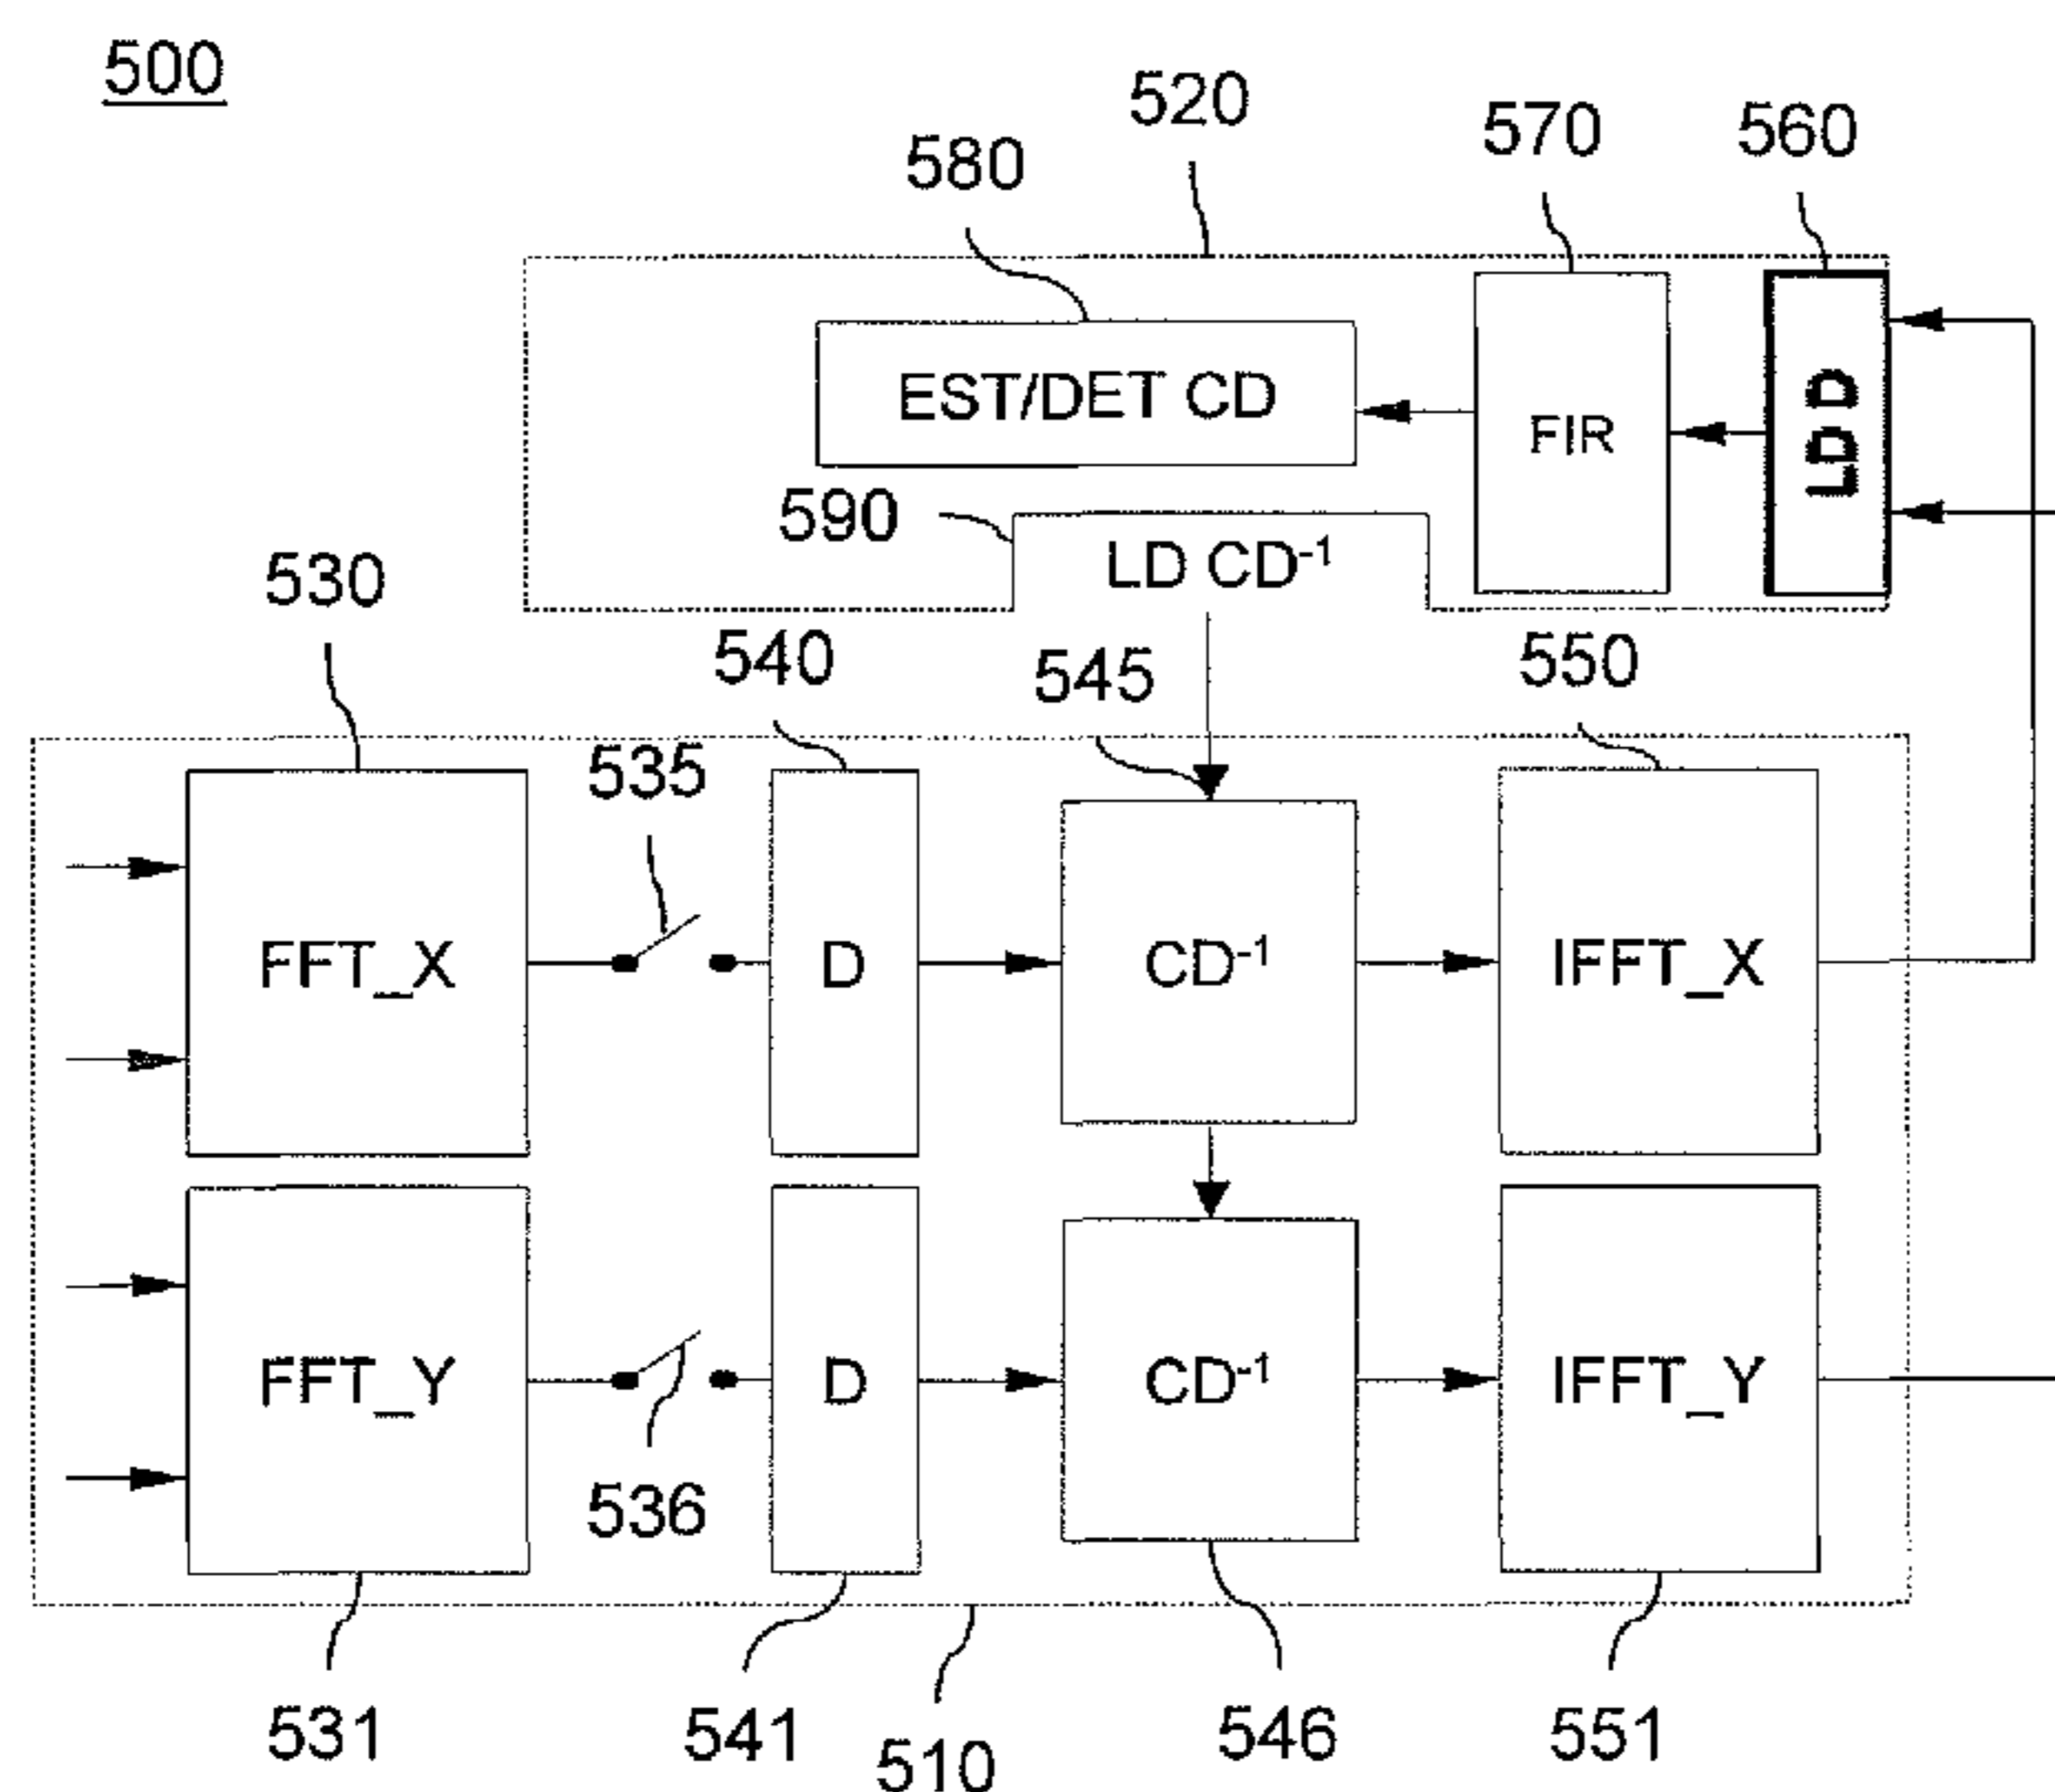 500
520
570
560
580
EST/DET CD
FIR
LD D
590
LD CD⁻¹
530
540
545
550
535
FFT_X
D
CD⁻¹
IFFT_X
FFT_Y
D
CD⁻¹
IFFT_Y
536
531
541
510
546
551